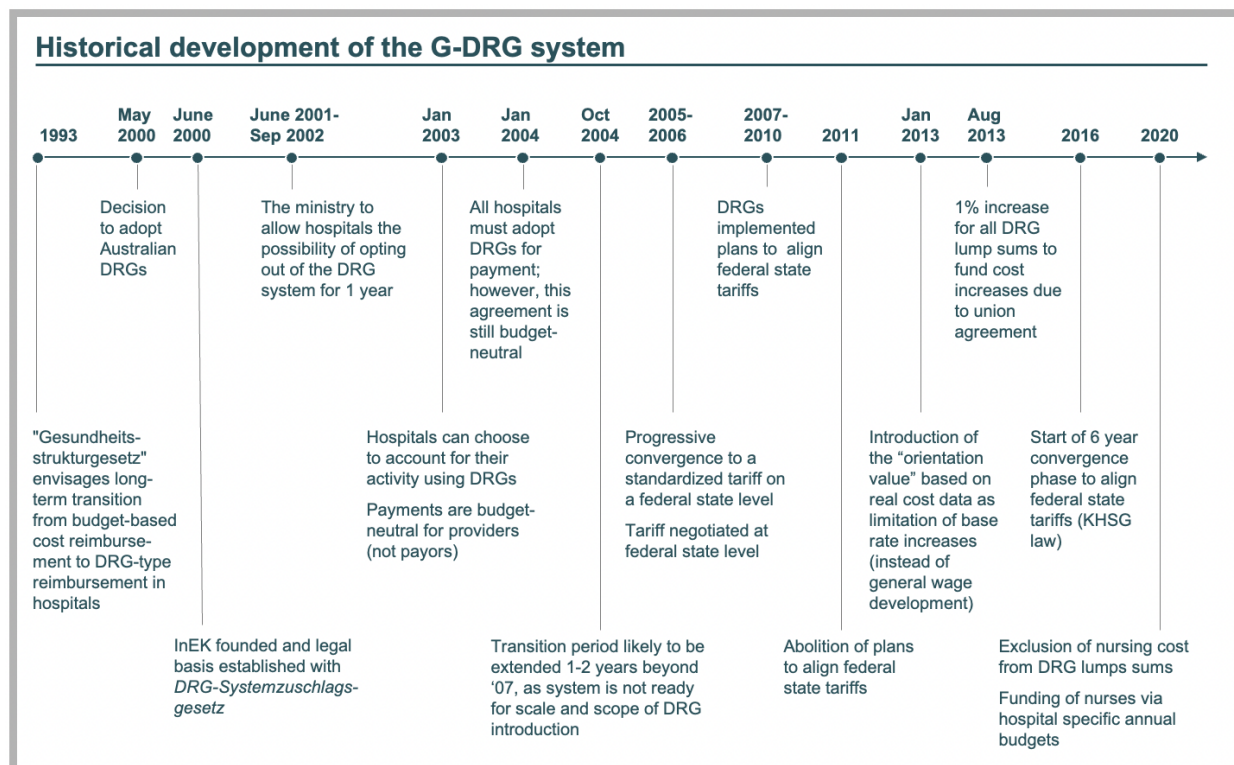 Historical development of the G-DRG system
1993
May
2000
June
2000
June 2001-
Sep 2002
Jan
2003
Jan
2004
Oct
2004
2005-
2006
2007-
2010
2011
Jan
2013
Aug
2013
2016
2020
Decision
to adopt
Australian
DRGs
The ministry to
allow hospitals the
possibility of opting
out of the DRG
system for 1 year
All hospitals
must adopt
DRGs for
payment;
however, this
agreement is
still budget-
neutral
DRGs
implemented
plans to align
federal state
tariffs
1% increase
for all DRG
lump sums to
fund cost
increases due
to union
agreement
"Gesundheits-
strukturgesetz"
envisages long-
term transition
from budget-based
cost reimburse-
ment to DRG-type
reimbursement in
hospitals
Hospitals can choose
to account for their
activity using DRGs
Payments are budget-
neutral for providers
(not payors)
Progressive
convergence to a
standardized tariff on
a federal state level
Tariff negotiated at
federal state level
Introduction of
the “orientation
value” based on
real cost data as
limitation of base
rate increases
(instead of
general wage
development)
Start of 6 year
convergence
phase to align
federal state
tariffs (KHSG
law)
InEK founded and legal
basis established with
DRG-Systemzuschlags-
gesetz
Transition period likely to be
extended 1-2 years beyond
‘07, as system is not ready
for scale and scope of DRG
introduction
Abolition of plans
to align federal
state tariffs
Exclusion of nursing cost
from DRG lumps sums
Funding of nurses via
hospital specific annual
budgets